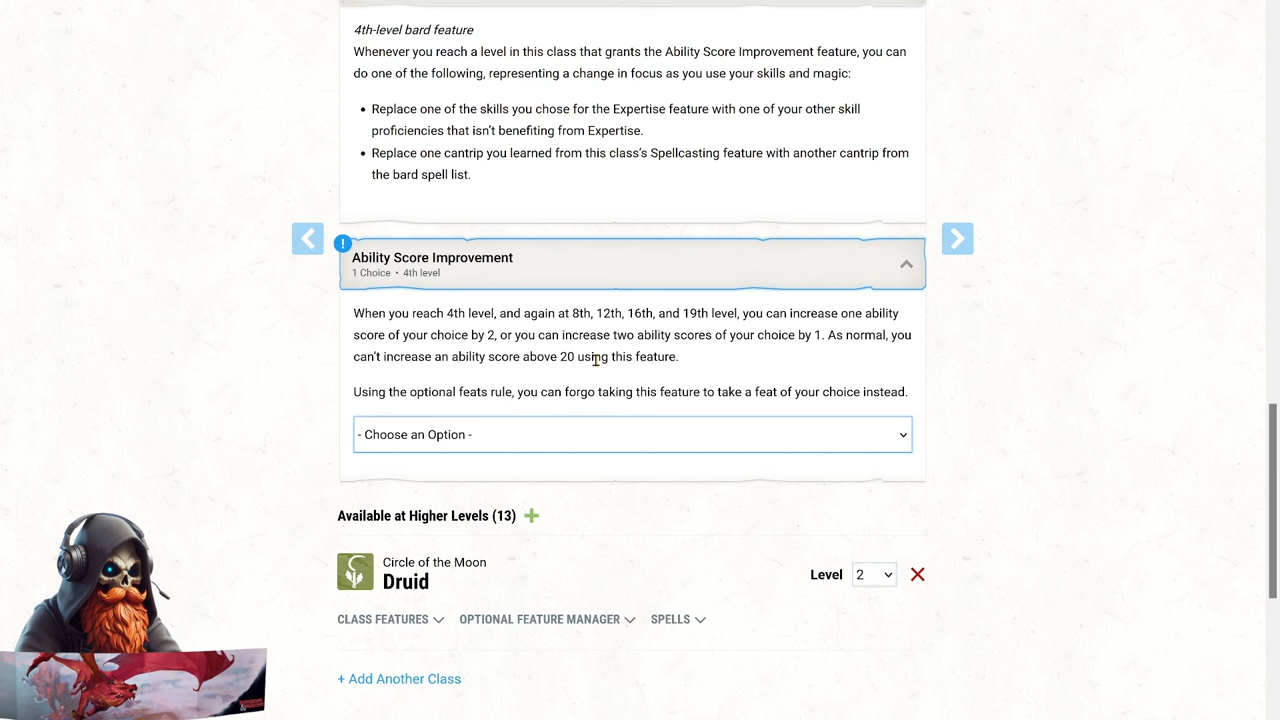 4th-level bard feature
Whenever you reach a level in this class that grants the Ability Score Improvement feature, you can
do one of the following, representing a change in focus as you use your skills and magic:
• Replace one of the skills you chose for the Expertise feature with one of your other skill
proficiencies that isn't benefiting from Expertise.
• Replace one cantrip you learned from this class's Spellcasting feature with another cantrip from
the bard spell list.
!
Ability Score Improvement
1 Choice • 4th level
When you reach 4th level, and again at 8th, 12th, 16th, and 19th level, you can increase one ability
score of your choice by 2, or you can increase two ability scores of your choice by 1. As normal, you
can't increase an ability score above 20 using this feature.
Using the optional feats rule, you can forgo taking this feature to take a feat of your choice instead.
- Choose an Option -
Available at Higher Levels (13)
Circle of the Moon
Druid
Level 2
CLASS FEATURES
OPTIONAL FEATURE MANAGER
SPELLS
+ Add Another Class